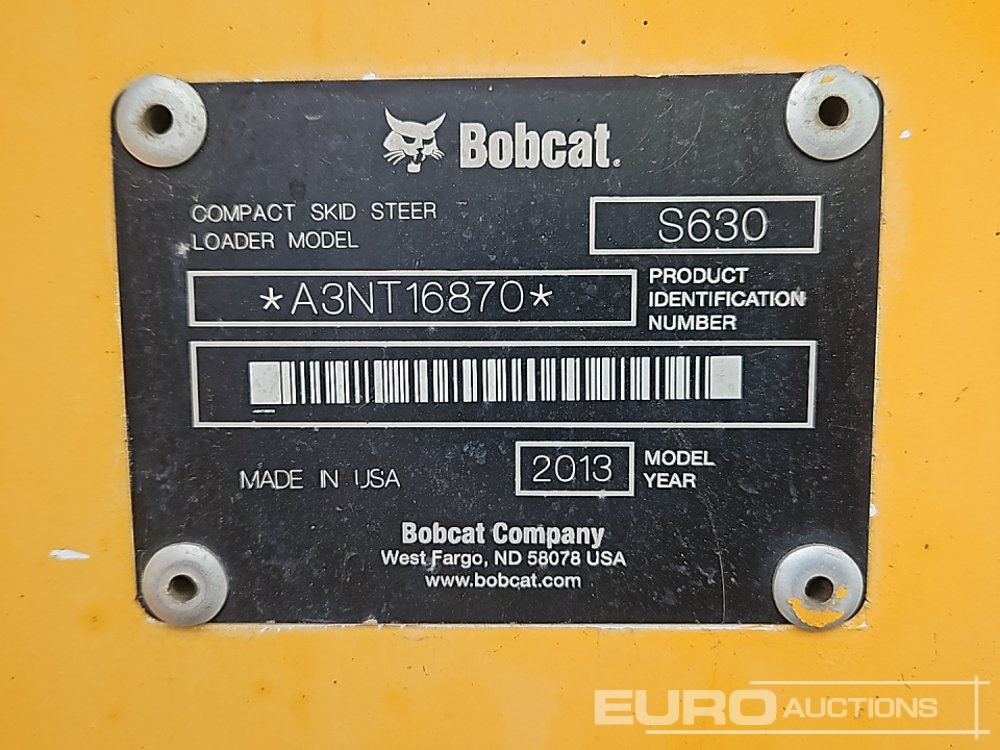 Bobcat.
COMPACT SKID STEER
LOADER MODEL
S630
*A3NT16870*
PRODUCT
IDENTIFICATION
NUMBER
MADE IN USA
2013
MODEL
YEAR
Bobcat Company
West Fargo, ND 58078 USA
www.bobcat.com
EURO AUCTIONS